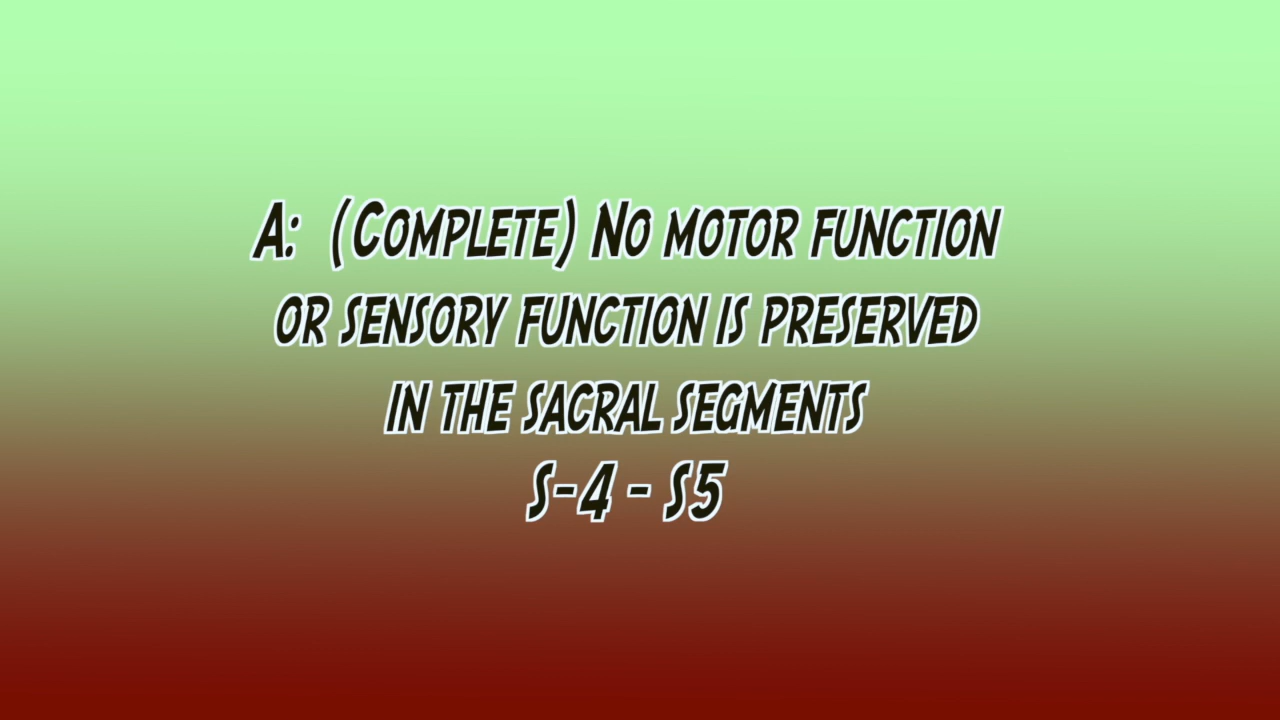 A: (Complete) No motor function
or sensory function is preserved
in the sacral segments
S-4 - S5